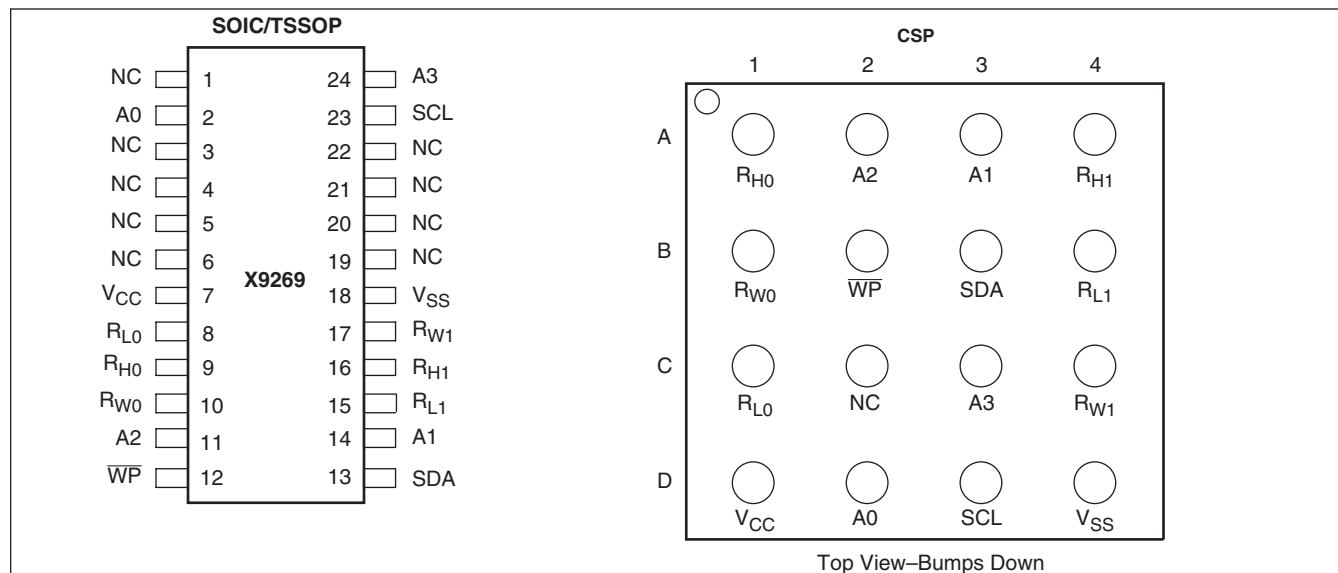 SOIC/TSSOP
NC 1 24 A3
A0 2 23 SCL
NC 3 22 NC
NC 4 21 NC
NC 5 20 NC
NC 6 19 NC
X9269
VCC 7 18 VSS
RL0 8 17 RW1
RH0 9 16 RH1
RW0 10 15 RL1
A2 11 14 A1
WP 12 13 SDA
CSP
1 2 3 4
A
RH0 A2 A1 RH1
B
RW0 WP SDA RL1
C
RL0 NC A3 RW1
D
VCC A0 SCL VSS
Top View–Bumps Down